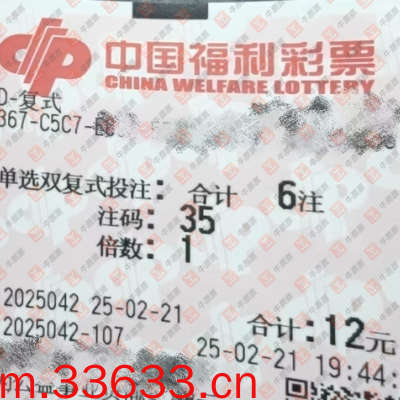 中国福利彩票
CHINA WELFARE LOTTERY
D-复式
367-C5C7-
单选双复式投注： 合计 6注
注码：35
倍数：1
2025042 25-02-21
2025042-107
合计：12元
25-02-21 19:44:
m.33633.cn